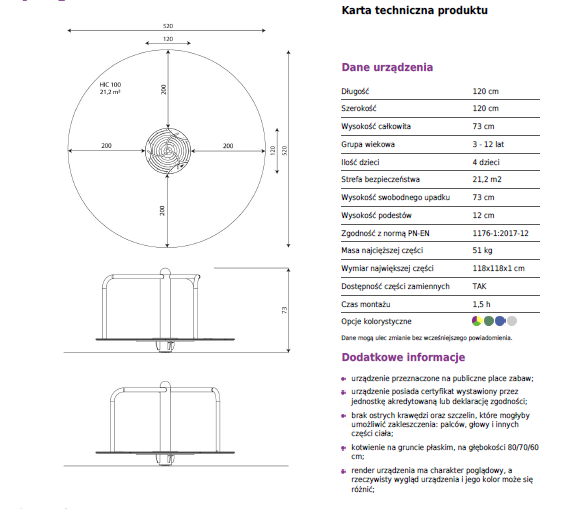 Karta techniczna produktu
520
120
HIC 100
21,2 m²
200
200
200
120
520
200
73
Dane urządzenia
Długość 120 cm
Szerokość 120 cm
Wysokość całkowita 73 cm
Grupa wiekowa 3 - 12 lat
Ilość dzieci 4 dzieci
Strefa bezpieczeństwa 21,2 m2
Wysokość swobodnego upadku 73 cm
Wysokość podestów 12 cm
Zgodność z normą PN-EN 1176-1:2017-12
Masa najcięższej części 51 kg
Wymiar największej części 118x118x1 cm
Dostępność części zamiennych TAK
Czas montażu 1,5 h
Opcje kolorystyczne
Dane mogą ulec zmianie bez wcześniejszego powiadomienia.
Dodatkowe informacje
urządzenie przeznaczone na publiczne place zabaw;
urządzenie posiada certyfikat wystawiony przez
jednostkę akredytowaną lub deklarację zgodności;
brak ostrych krawędzi oraz szczelin, które mogłyby
umożliwić zakleszczenia: palców, głowy i innych
części ciała;
kotwienie na gruncie płaskim, na głębokości 80/70/60
cm;
render urządzenia ma charakter poglądowy, a
rzeczywisty wygląd urządzenia i jego kolor może się
różnić;